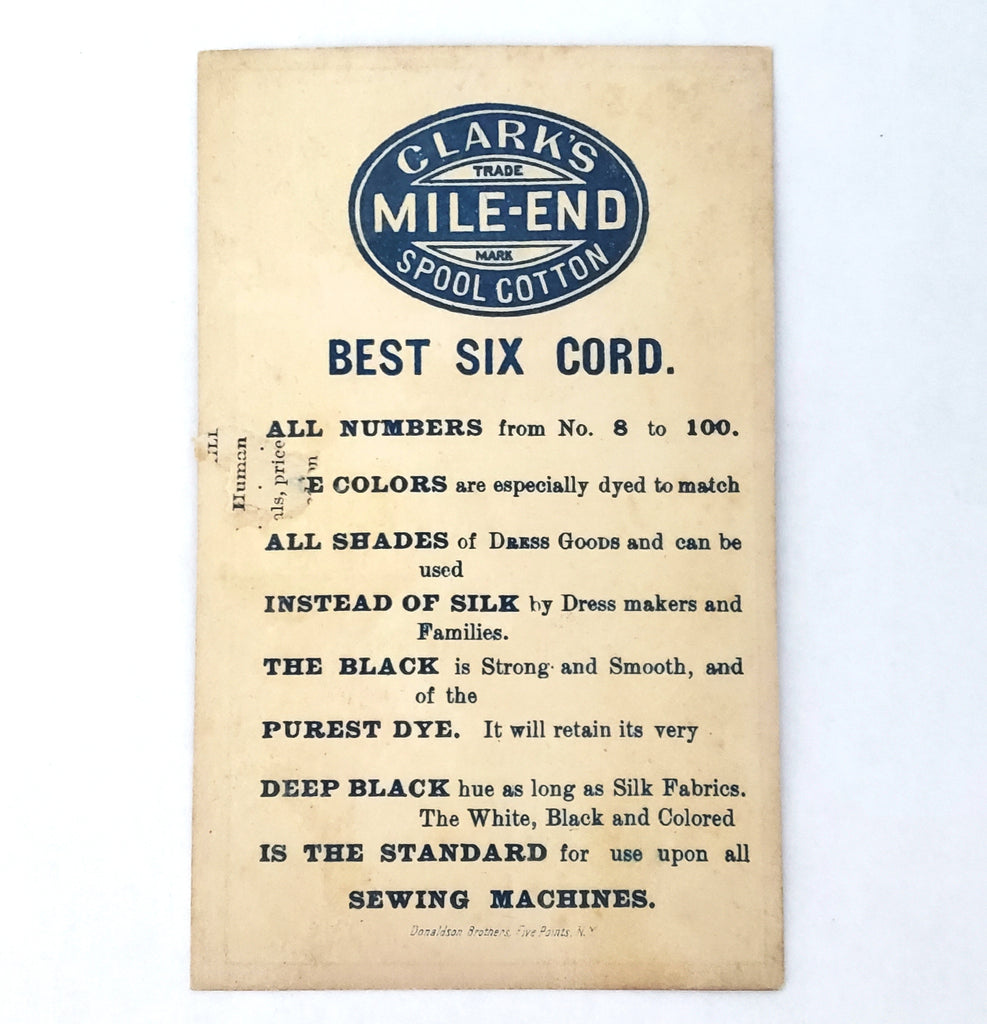 CLARK'S
TRADE
MILE-END
MARK
SPOOL COTTON
BEST SIX CORD.
ALL NUMBERS from No. 8 to 100.
E COLORS are especially dyed to match
ALL SHADES of DRESS GOODS and can be
used
INSTEAD OF SILK by Dress makers and
Families.
THE BLACK is Strong and Smooth, and
of the
PUREST DYE. It will retain its very
DEEP BLACK hue as long as Silk Fabrics.
The White, Black and Colored
IS THE STANDARD for use upon all
SEWING MACHINES.
Donaldson Brothers, Five Points, N.Y
Human
als, price